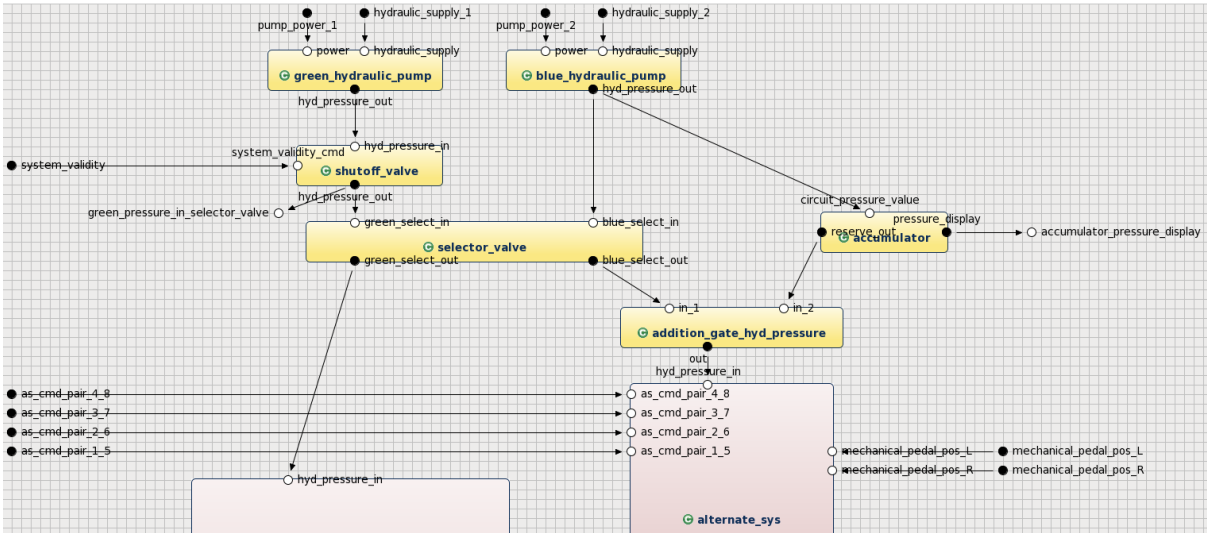 hydraulic_supply_1
pump_power_1
hydraulic_supply_2
pump_power_2
power
hydraulic_supply
power
hydraulic_supply
green_hydraulic_pump
blue_hydraulic_pump
hyd_pressure_out
hyd_pressure_out
hyd_pressure_in
system_validity_cmd
system_validity
shutoff_valve
hyd_pressure_out
circuit_pressure_value
green_pressure_in_selector_valve
green_select_in
blue_select_in
pressure_display
reserve_out
accumulator
accumulator_pressure_display
selector_valve
green_select_out
blue_select_out
in_1
in_2
addition_gate_hyd_pressure
out
hyd_pressure_in
as_cmd_pair_4_8
as_cmd_pair_4_8
as_cmd_pair_3_7
as_cmd_pair_3_7
as_cmd_pair_2_6
as_cmd_pair_2_6
as_cmd_pair_1_5
as_cmd_pair_1_5
mechanical_pedal_pos_L
mechanical_pedal_pos_L
mechanical_pedal_pos_R
mechanical_pedal_pos_R
hyd_pressure_in
alternate_sys